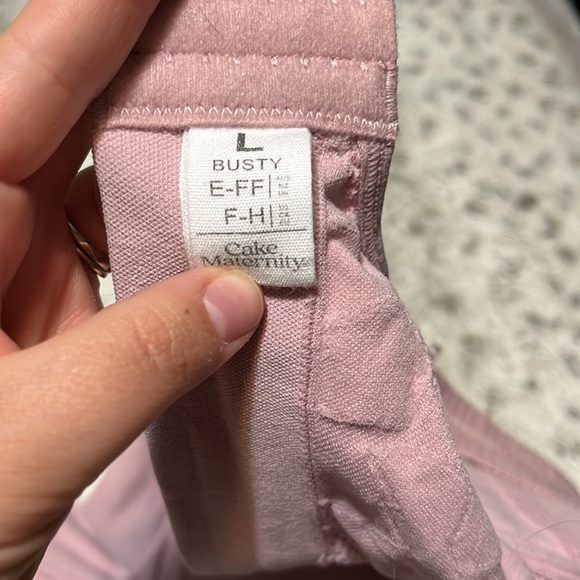 L
BUSTY
E-FF
F-H
Cake
Maternity